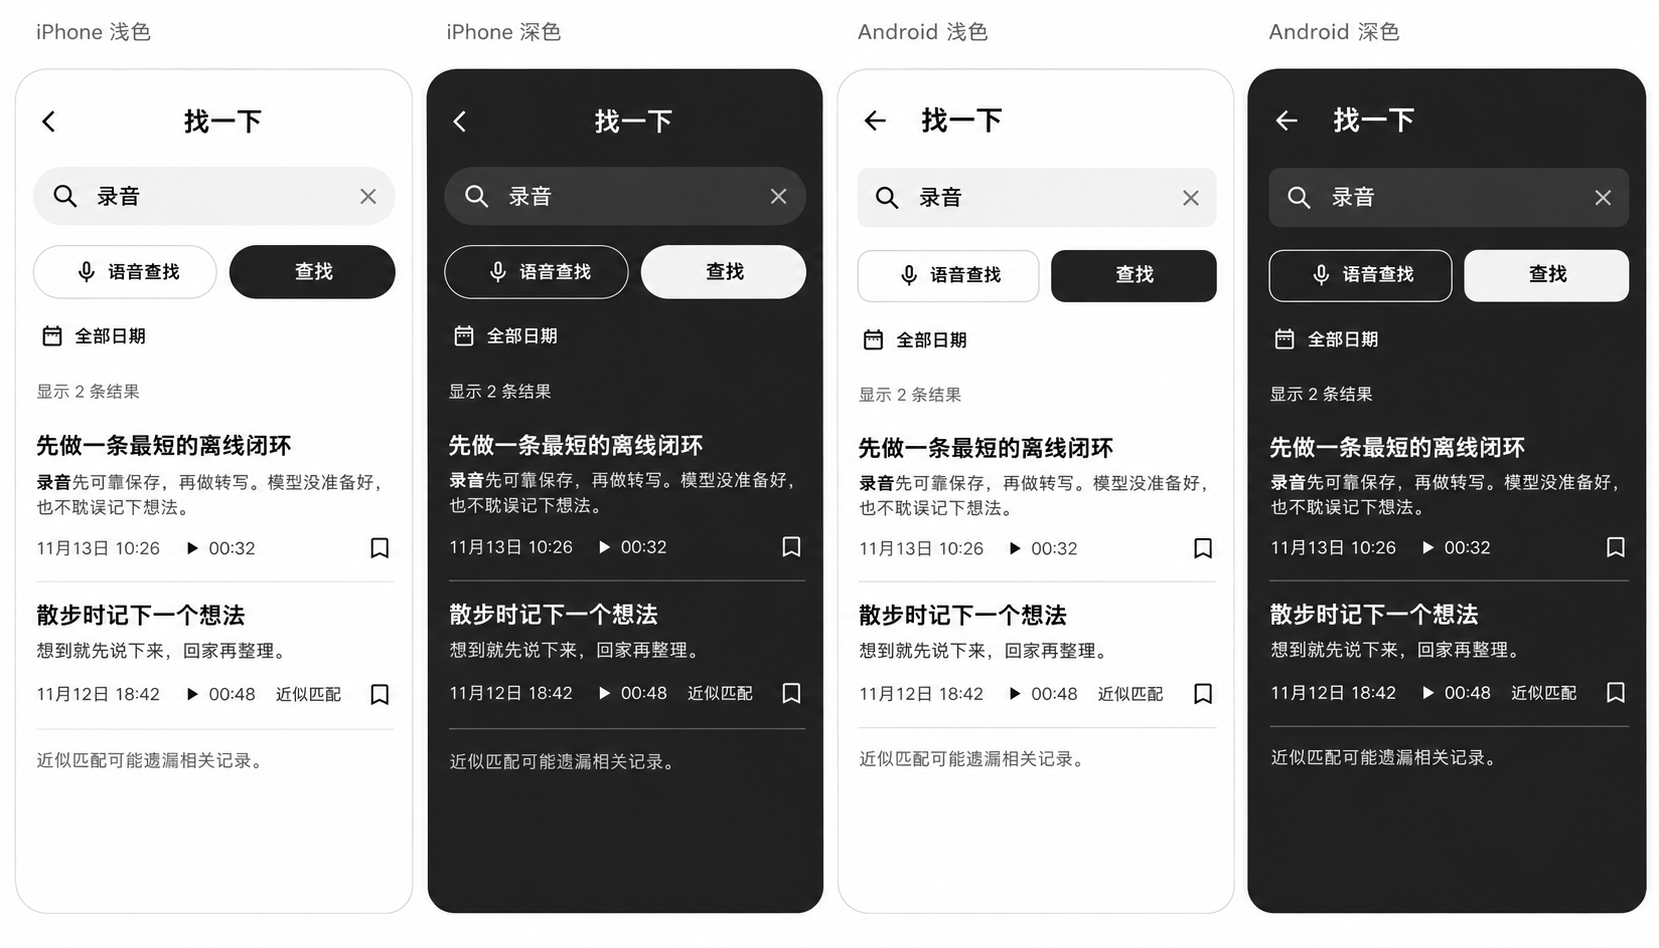 iPhone 浅色
找一下
录音
语音查找
查找
全部日期
显示 2 条结果
先做一条最短的离线闭环
录音先可靠保存，再做转写。模型没准备好，
也不耽误记下想法。
11月13日 10:26 00:32
散步时记下一个想法
想到就先说下来，回家再整理。
11月12日 18:42 00:48 近似匹配
近似匹配可能遗漏相关记录。
iPhone 深色
找一下
录音
语音查找
查找
全部日期
显示 2 条结果
先做一条最短的离线闭环
录音先可靠保存，再做转写。模型没准备好，
也不耽误记下想法。
11月13日 10:26 00:32
散步时记下一个想法
想到就先说下来，回家再整理。
11月12日 18:42 00:48 近似匹配
近似匹配可能遗漏相关记录。
Android 浅色
找一下
录音
语音查找
查找
全部日期
显示 2 条结果
先做一条最短的离线闭环
录音先可靠保存，再做转写。模型没准备好，
也不耽误记下想法。
11月13日 10:26 00:32
散步时记下一个想法
想到就先说下来，回家再整理。
11月12日 18:42 00:48 近似匹配
近似匹配可能遗漏相关记录。
Android 深色
找一下
录音
语音查找
查找
全部日期
显示 2 条结果
先做一条最短的离线闭环
录音先可靠保存，再做转写。模型没准备好，
也不耽误记下想法。
11月13日 10:26 00:32
散步时记下一个想法
想到就先说下来，回家再整理。
11月12日 18:42 00:48 近似匹配
近似匹配可能遗漏相关记录。